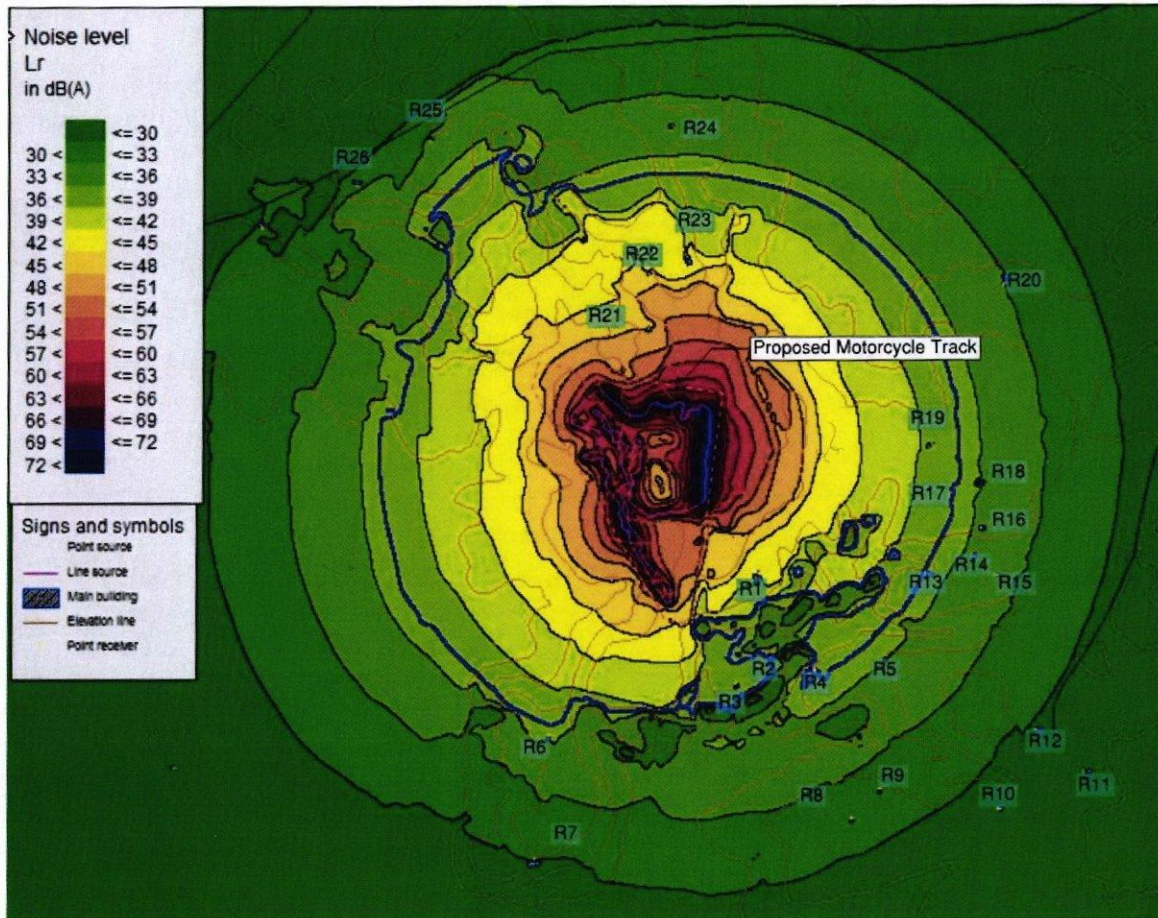 Noise level
Lr
in dB(A)
<= 30
30 < <= 33
33 < <= 36
36 < <= 39
39 < <= 42
42 < <= 45
45 < <= 48
48 < <= 51
51 < <= 54
54 < <= 57
57 < <= 60
60 < <= 63
63 < <= 66
66 < <= 69
69 < <= 72
72 <
Signs and symbols
Point source
Line source
Main building
Elevation line
Point receiver
R25
R24
R26
R23
R22
R20
R21
Proposed Motorcycle Track
R19
R18
R17
R16
R14
R13
R15
R1
R2
R5
R4
R3
R6
R12
R9
R11
R8
R10
R7